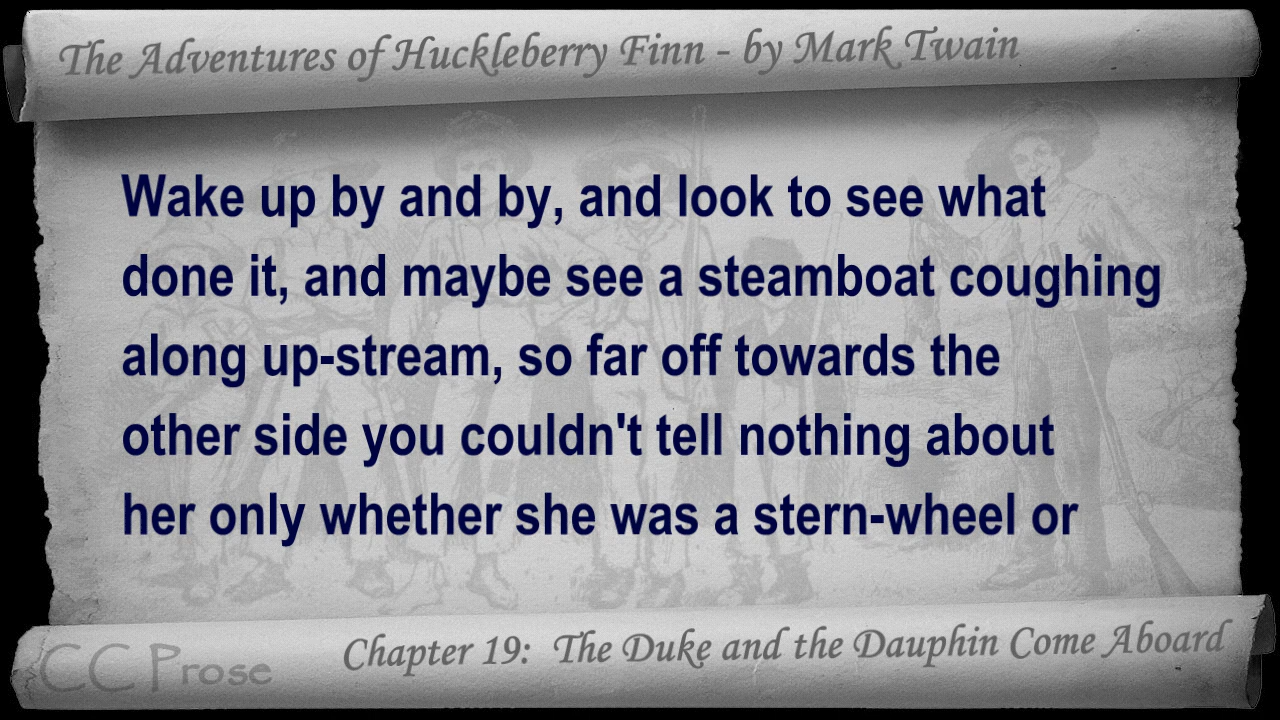 The Adventures of Huckleberry Finn - by Mark Twain
Wake up by and by, and look to see what
done it, and maybe see a steamboat coughing
along up-stream, so far off towards the
other side you couldn't tell nothing about
her only whether she was a stern-wheel or
Chapter 19: The Duke and the Dauphin Come Aboard
CC Prose